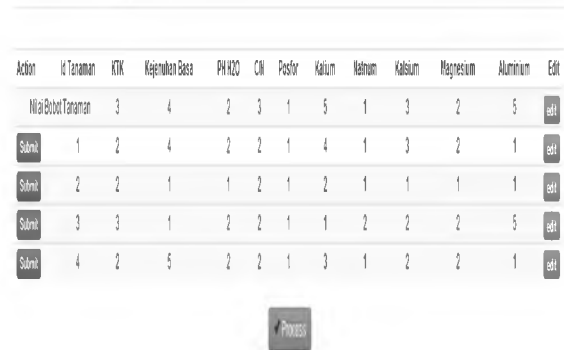 Action Id Tanaman KTK Kejenuhan Basa PH H2O C/N Posfor Kalium Natrium Kalsium Magnesium Aluminium Edit
Nilai Bobot Tanaman 3 4 2 3 1 5 1 3 2 5 edit
Submit 1 2 4 2 2 1 4 1 3 2 1 edit
Submit 2 2 1 1 2 1 2 1 1 1 1 edit
Submit 3 3 1 2 2 1 1 2 2 2 5 edit
Submit 4 2 5 2 2 1 3 1 2 2 1 edit
✔ Process